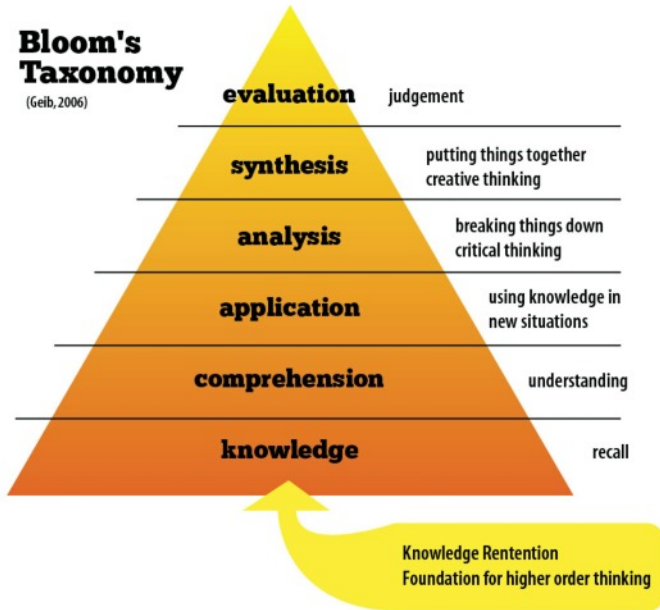 Bloom's
Taxonomy
(Geib, 2006)
evaluation judgement
synthesis putting things together
creative thinking
analysis breaking things down
critical thinking
application using knowledge in
new situations
comprehension understanding
knowledge recall
Knowledge Rentention
Foundation for higher order thinking